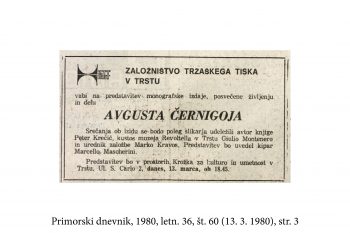 ZALOŽNIŠTVO TRŽAŠKEGA TISKA
V TRSTU
vabi na predstavitev monografske izdaje, posvečene življenju
in delu
AVGUSTA ČERNIGOJA
Srečanja ob izidu se bodo poleg slikarja udeležili avtor knjige
Peter Krečič, kustos muzeja Revoltella v Trstu Giulio Montenero
in urednik založbe Marko Kravos. Predstavitev bo uvedel kipar
Marcello Mascherini.
Predstavitev bo v prostorih Krožka za kulturo in umetnost v
Trstu, Ul. S. Carlo 2, danes, 13. marca, ob 18.45.
Primorski dnevnik, 1980, letn. 36, št. 60 (13. 3. 1980), str. 3